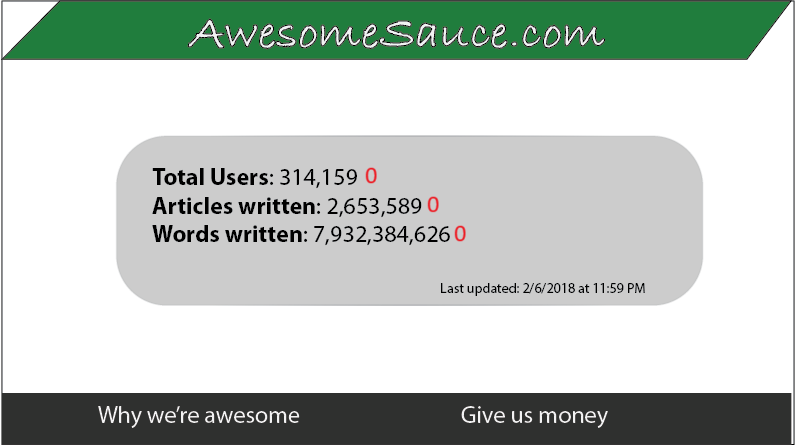 AwesomeSauce.com
Total Users: 314,159 0
Articles written: 2,653,589 0
Words written: 7,932,384,626 0
Last updated: 2/6/2018 at 11:59 PM
Why we’re awesome Give us money